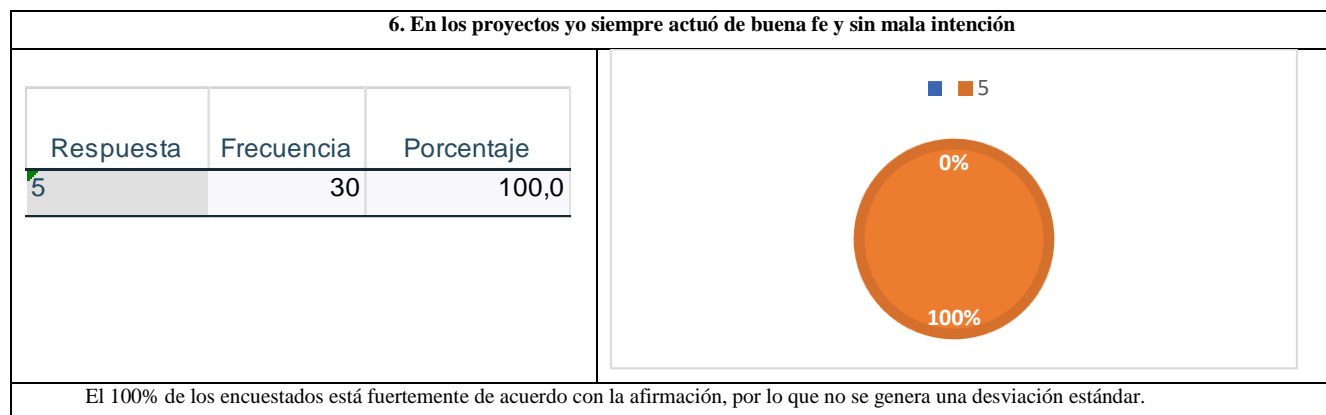 6. En los proyectos yo siempre actuó de buena fe y sin mala intención
Respuesta Frecuencia Porcentaje
5 30 100,0
5
0%
100%
El 100% de los encuestados está fuertemente de acuerdo con la afirmación, por lo que no se genera una desviación estándar.